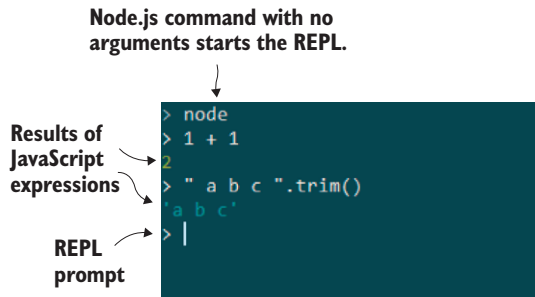 Node.js command with no
arguments starts the REPL.
> node
> 1 + 1
2
> " a b c ".trim()
'a b c'
>
Results of
JavaScript
expressions
REPL
prompt